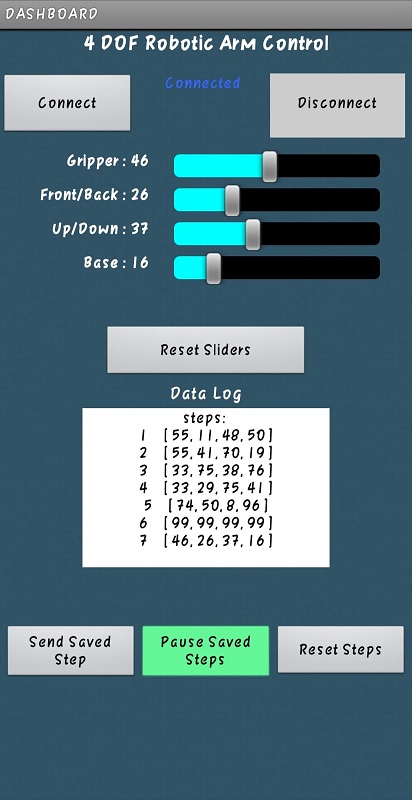 DASHBOARD
4 DOF Robotic Arm Control
Connect
Connected
Disconnect
Gripper : 46
Front/Back : 26
Up/Down : 37
Base : 16
Reset Sliders
Data Log
steps:
1 [55, 11, 48, 50]
2 [55, 41, 70, 19]
3 [33, 75, 38, 76]
4 [33, 29, 75, 41]
5 [74, 50, 8, 96]
6 [99, 99, 99, 99]
7 [46, 26, 37, 16]
Send Saved
Step
Pause Saved
Steps
Reset Steps